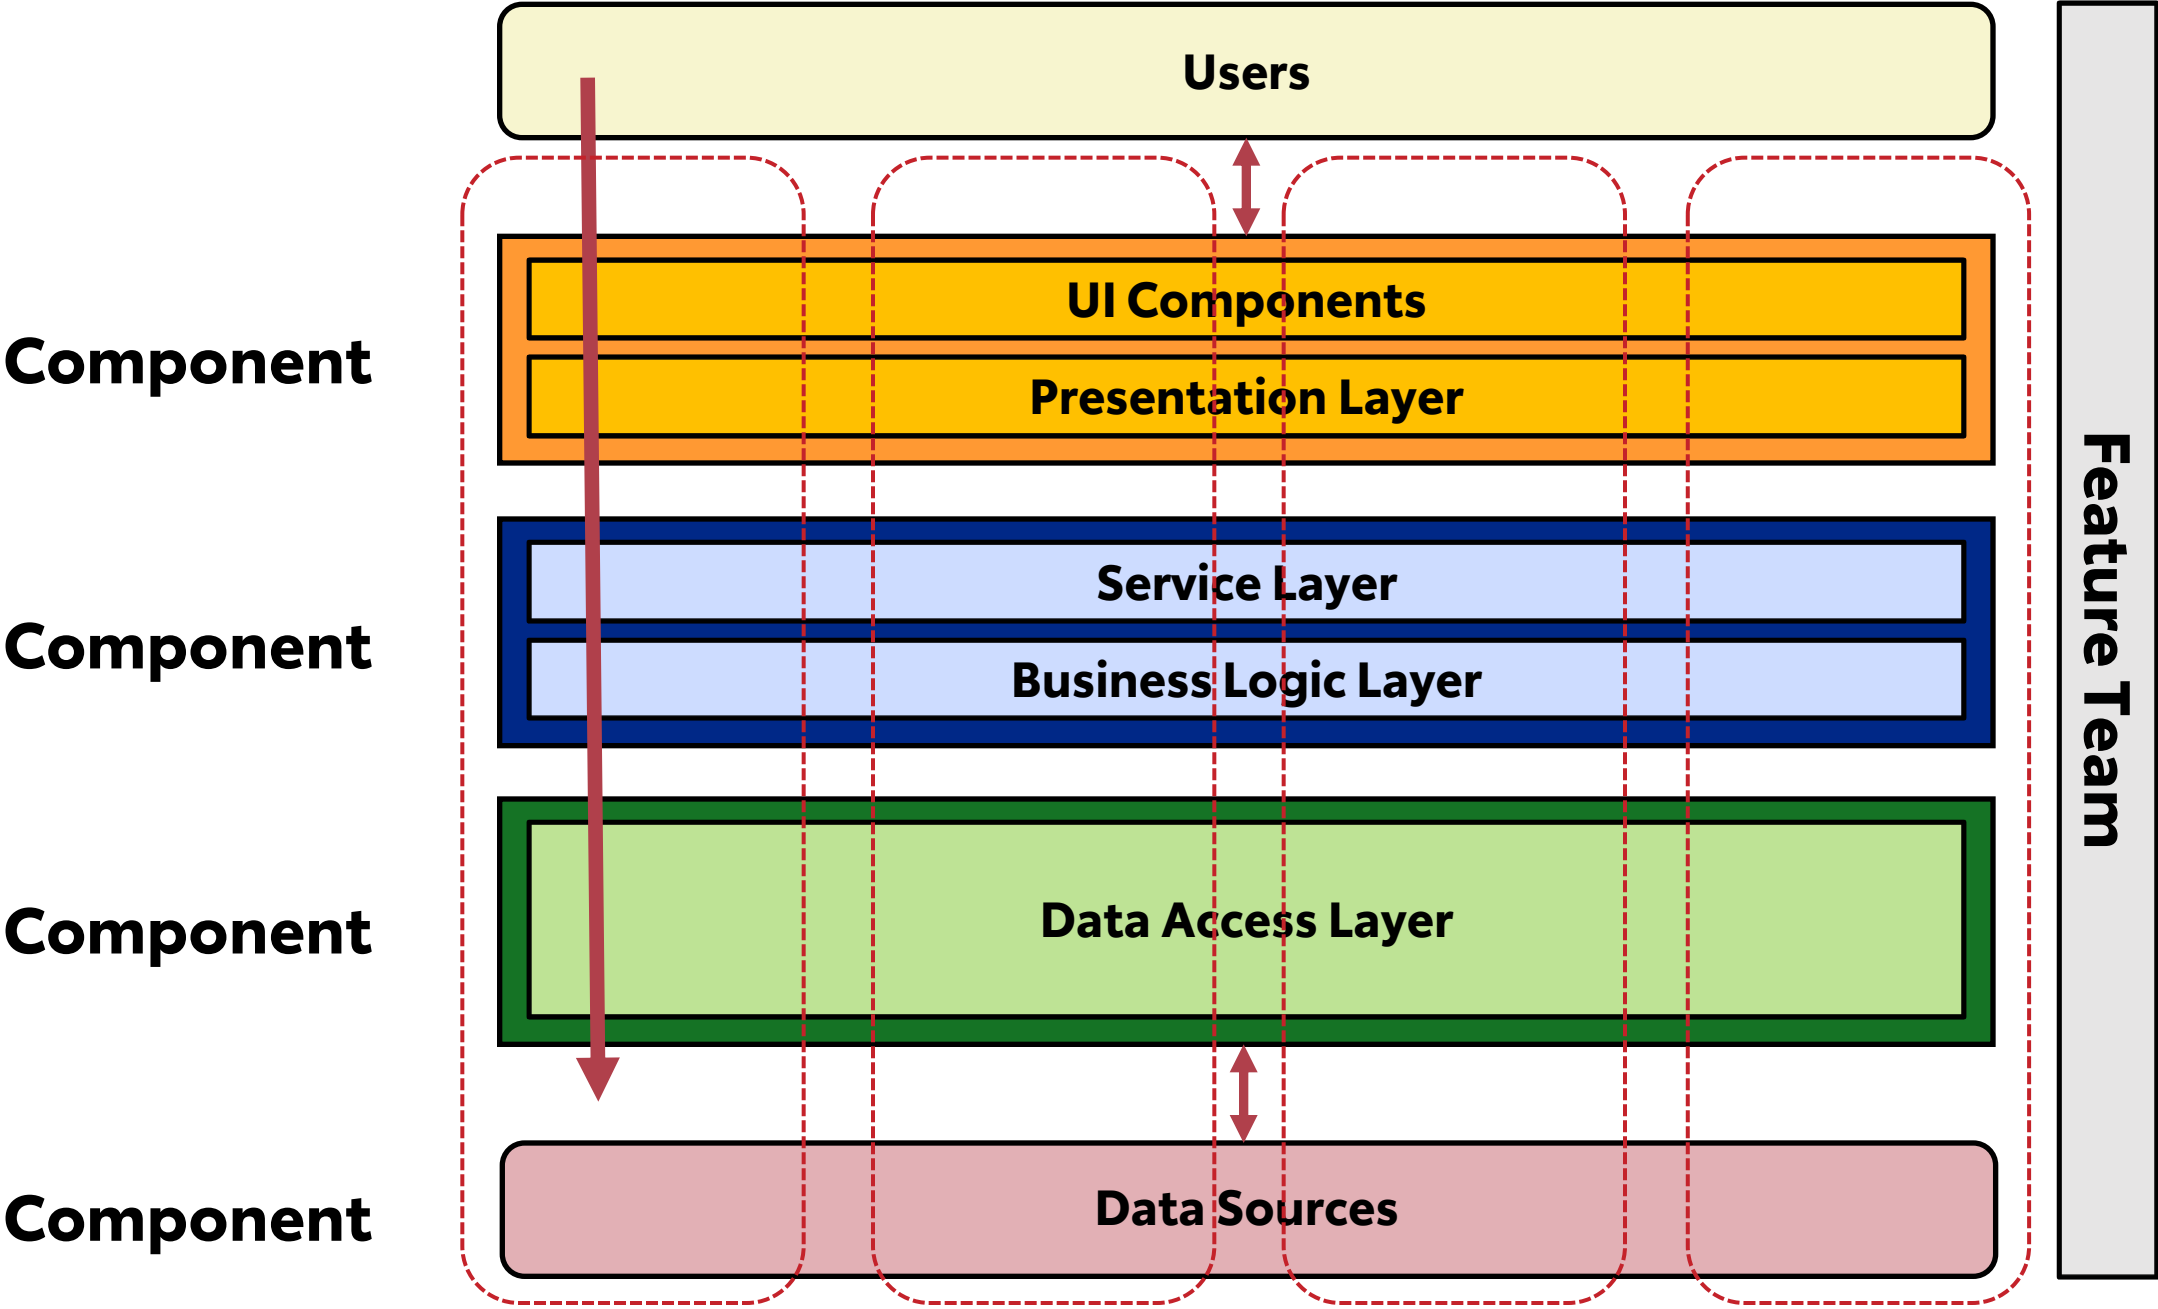 Users
Component
UI Components
Presentation Layer
Component
Service Layer
Business Logic Layer
Component
Data Access Layer
Component
Data Sources
Feature Team